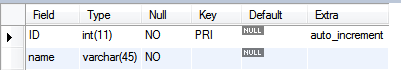 Field Type Null Key Default Extra
ID int(11) NO PRI NULL auto_increment
name varchar(45) NO NULL